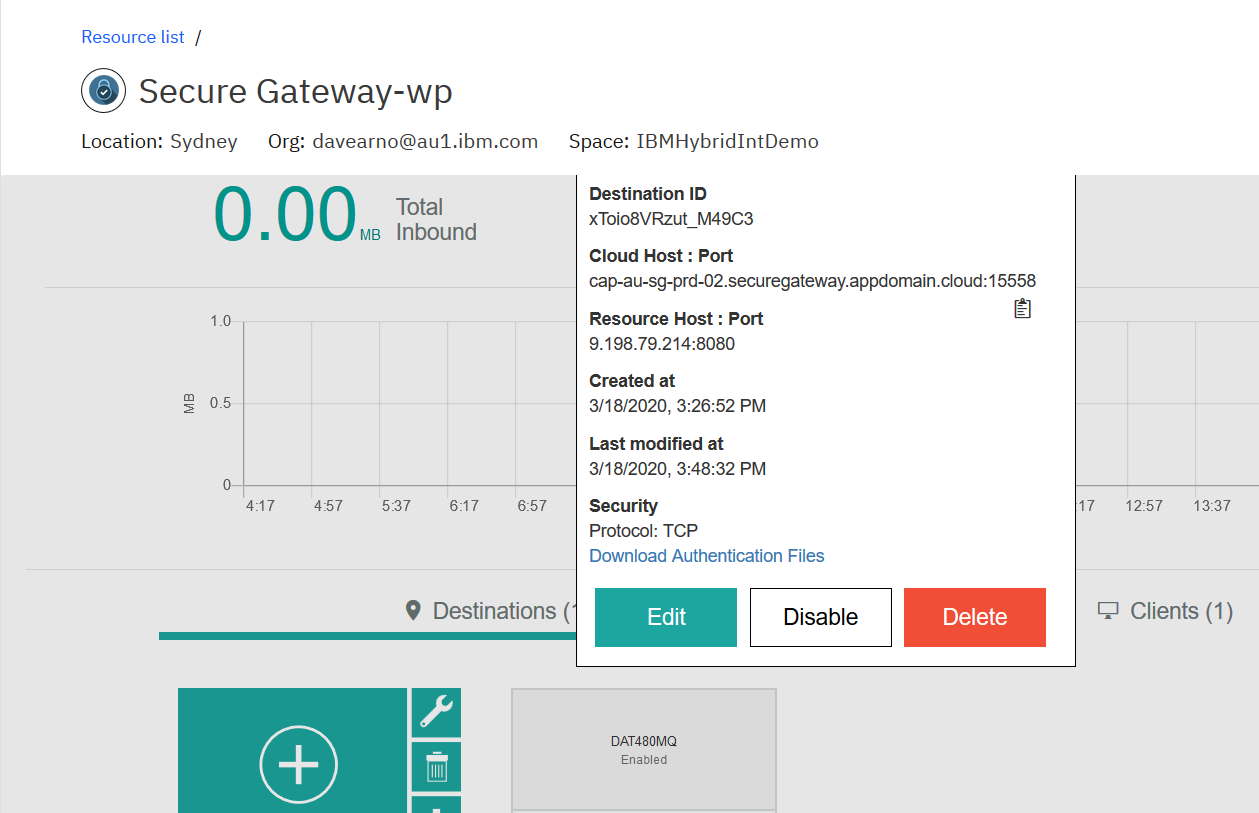 Resource list /
Secure Gateway-wp
Location: Sydney Org: davearno@au1.ibm.com Space: IBMHybridIntDemo
0.00 MB Total Inbound
Destination ID
xToio8VRzut_M49C3
Cloud Host : Port
cap-au-sg-prd-02.securegateway.appdomain.cloud:15558
Resource Host : Port
9.198.79.214:8080
Created at
3/18/2020, 3:26:52 PM
Last modified at
3/18/2020, 3:48:32 PM
Security
Protocol: TCP
Download Authentication Files
Edit Disable Delete
1.0
MB
0.5
0
4:17 4:57 5:37 6:17 6:57 :17 12:57 13:37
Destinations (1 Clients (1)
DAT480MQ
Enabled